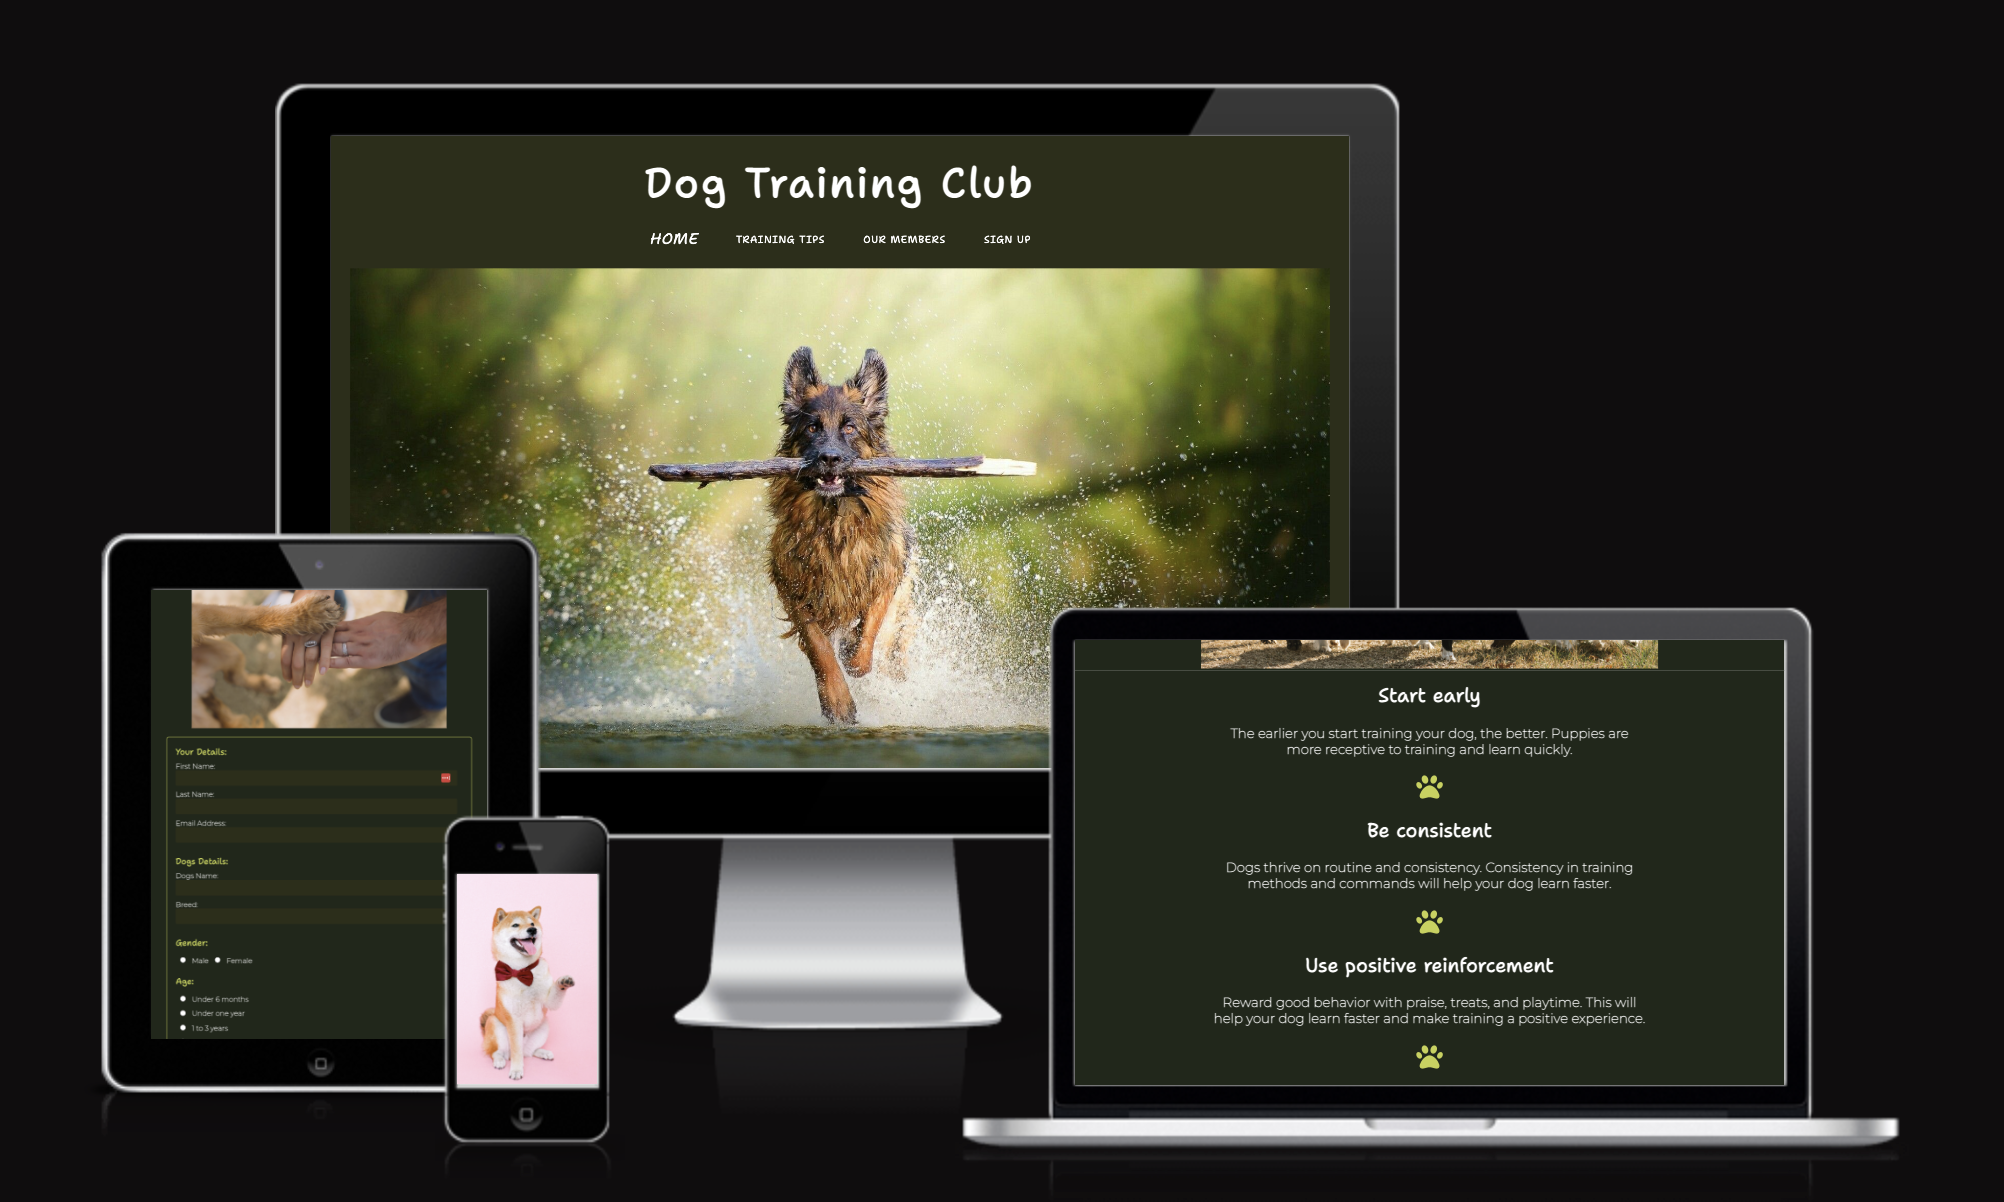 Dog Training Club
HOME TRAINING TIPS OUR MEMBERS SIGN UP
Your Details:
First Name:
Last Name:
Email Address:
Dogs Details:
Dogs Name:
Breed:
Gender:
Male Female
Age:
Under 6 months
Under one year
1 to 3 years
Start early
The earlier you start training your dog, the better. Puppies are
more receptive to training and learn quickly.
Be consistent
Dogs thrive on routine and consistency. Consistency in training
methods and commands will help your dog learn faster.
Use positive reinforcement
Reward good behavior with praise, treats, and playtime. This will
help your dog learn faster and make training a positive experience.